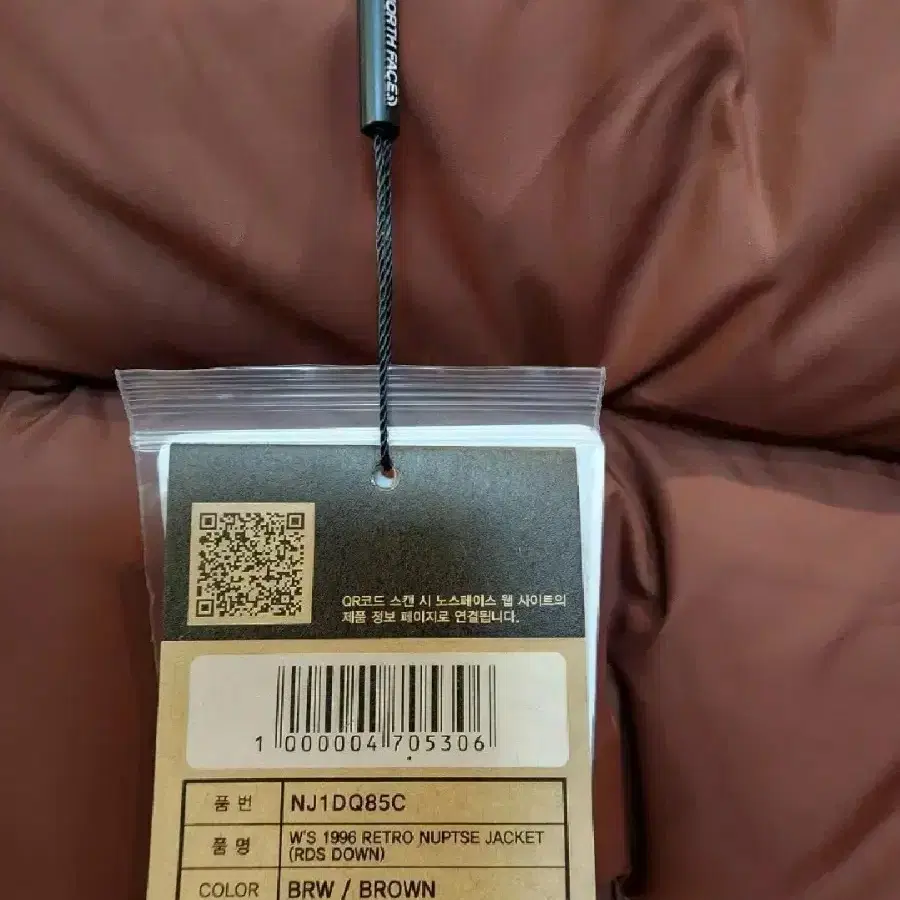 ORTH FACE
QR코드 스캔 시 노스페이스 웹 사이트의
제품 정보 페이지로 연결됩니다.
1 000004 705306
품 번 NJ1DQ85C
품 명 W'S 1996 RETRO NUPTSE JACKET
(RDS DOWN)
COLOR BRW / BROWN